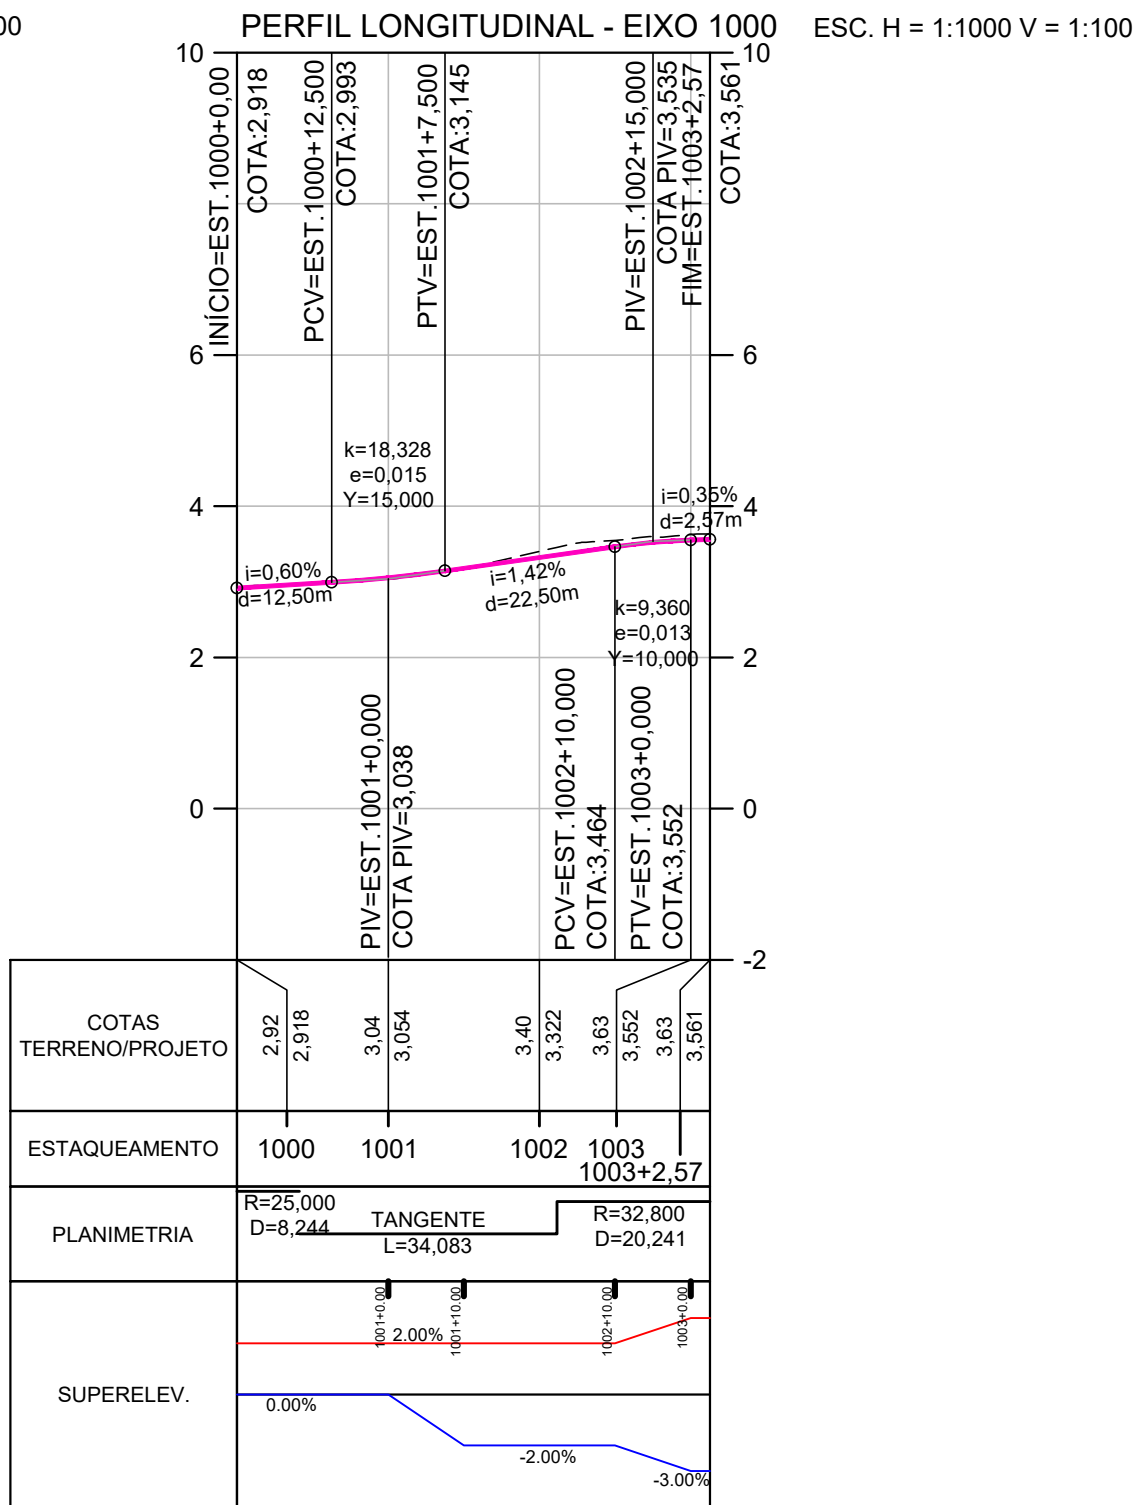 00
PERFIL LONGITUDINAL - EIXO 1000
ESC. H = 1:1000 V = 1:100
10
10
INÍCIO=EST.1000+0,00
COTA:2,918
PCV=EST.1000+12,500
COTA:2,993
PTV=EST.1001+7,500
COTA:3,145
PIV=EST.1002+15,000
COTA PIV=3,535
FIM=EST.1003+2,57
COTA:3,561
6
6
k=18,328
e=0,015
Y=15,000
4
4
i=0,35%
d=2,57m
i=0,60%
d=12,50m
i=1,42%
d=22,50m
k=9,360
e=0,013
Y=10,000
2
2
PIV=EST.1001+0,000
COTA PIV=3,038
PCV=EST.1002+10,000
COTA:3,464
PTV=EST.1003+0,000
COTA:3,552
0
0
-2
COTAS
TERRENO/PROJETO
2,92
2,918
3,04
3,054
3,40
3,322
3,63
3,552
3,63
3,561
ESTAQUEAMENTO
1000
1001
1002
1003
1003+2,57
PLANIMETRIA
R=25,000
D=8,244
TANGENTE
L=34,083
R=32,800
D=20,241
SUPERELEV.
1001+0.00
1001+10.00
1002+10.00
1003+0.00
2.00%
0.00%
-2.00%
-3.00%